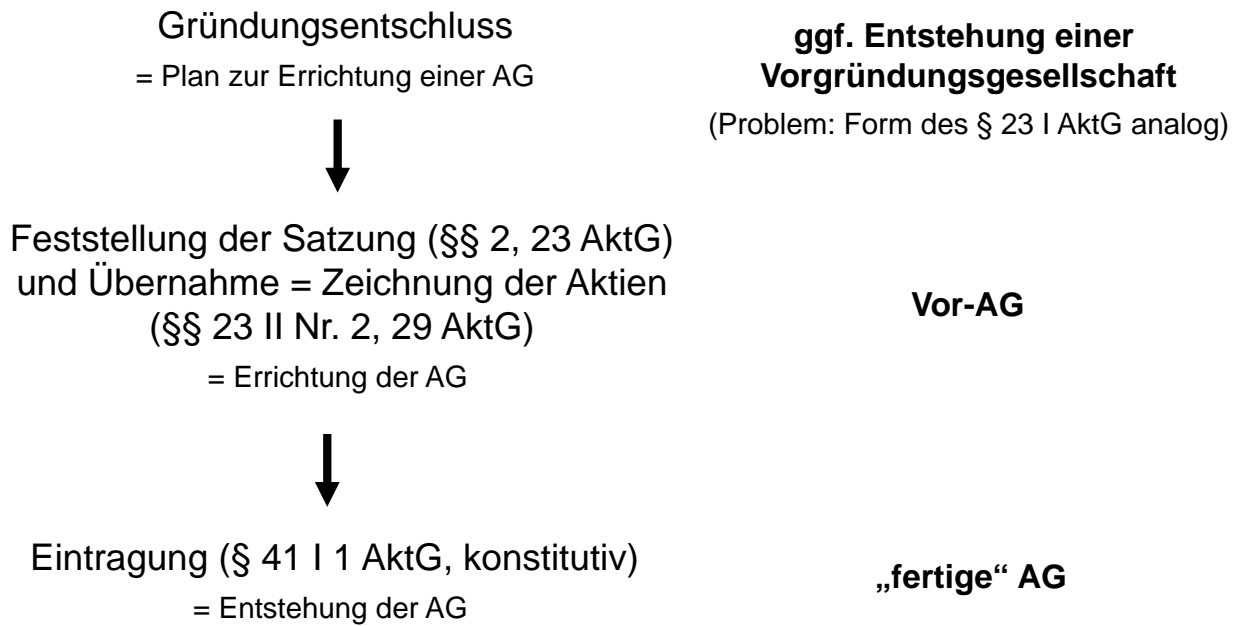 Gründungsentschluss
= Plan zur Errichtung einer AG
ggf. Entstehung einer
Vorgründungsgesellschaft
(Problem: Form des § 23 I AktG analog)
Feststellung der Satzung (§§ 2, 23 AktG)
und Übernahme = Zeichnung der Aktien
(§§ 23 II Nr. 2, 29 AktG)
= Errichtung der AG
Vor-AG
Eintragung (§ 41 I 1 AktG, konstitutiv)
= Entstehung der AG
„fertige“ AG